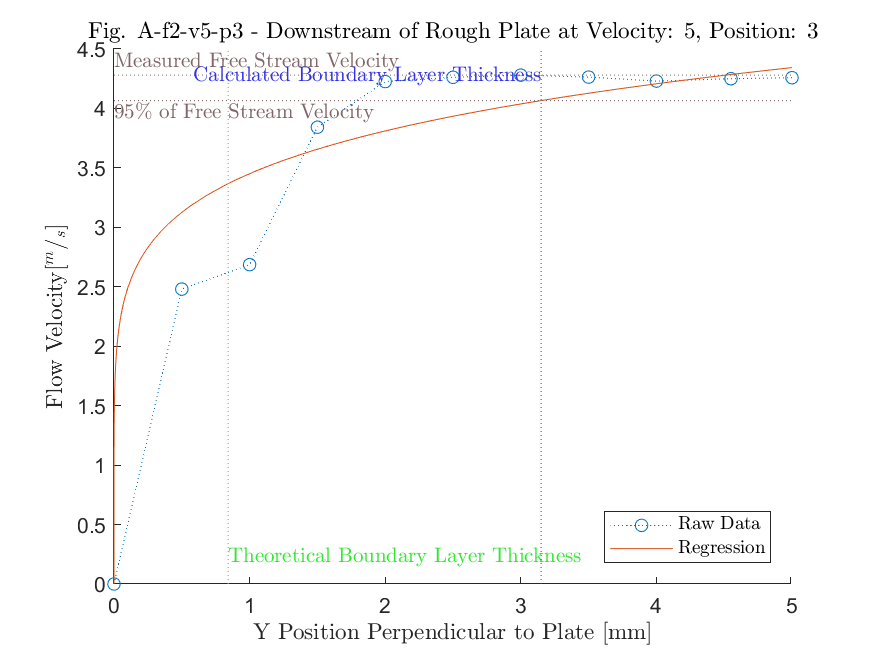 Fig. A-f2-v5-p3 - Downstream of Rough Plate at Velocity: 5, Position: 3
4.5
Measured Free Stream Velocity
Calculated Boundary Layer Thickness
4
95% of Free Stream Velocity
3.5
3
2.5
2
1.5
1
0.5
0
Flow Velocity[m/s]
Theoretical Boundary Layer Thickness
Raw Data
Regression
0 1 2 3 4 5
Y Position Perpendicular to Plate [mm]